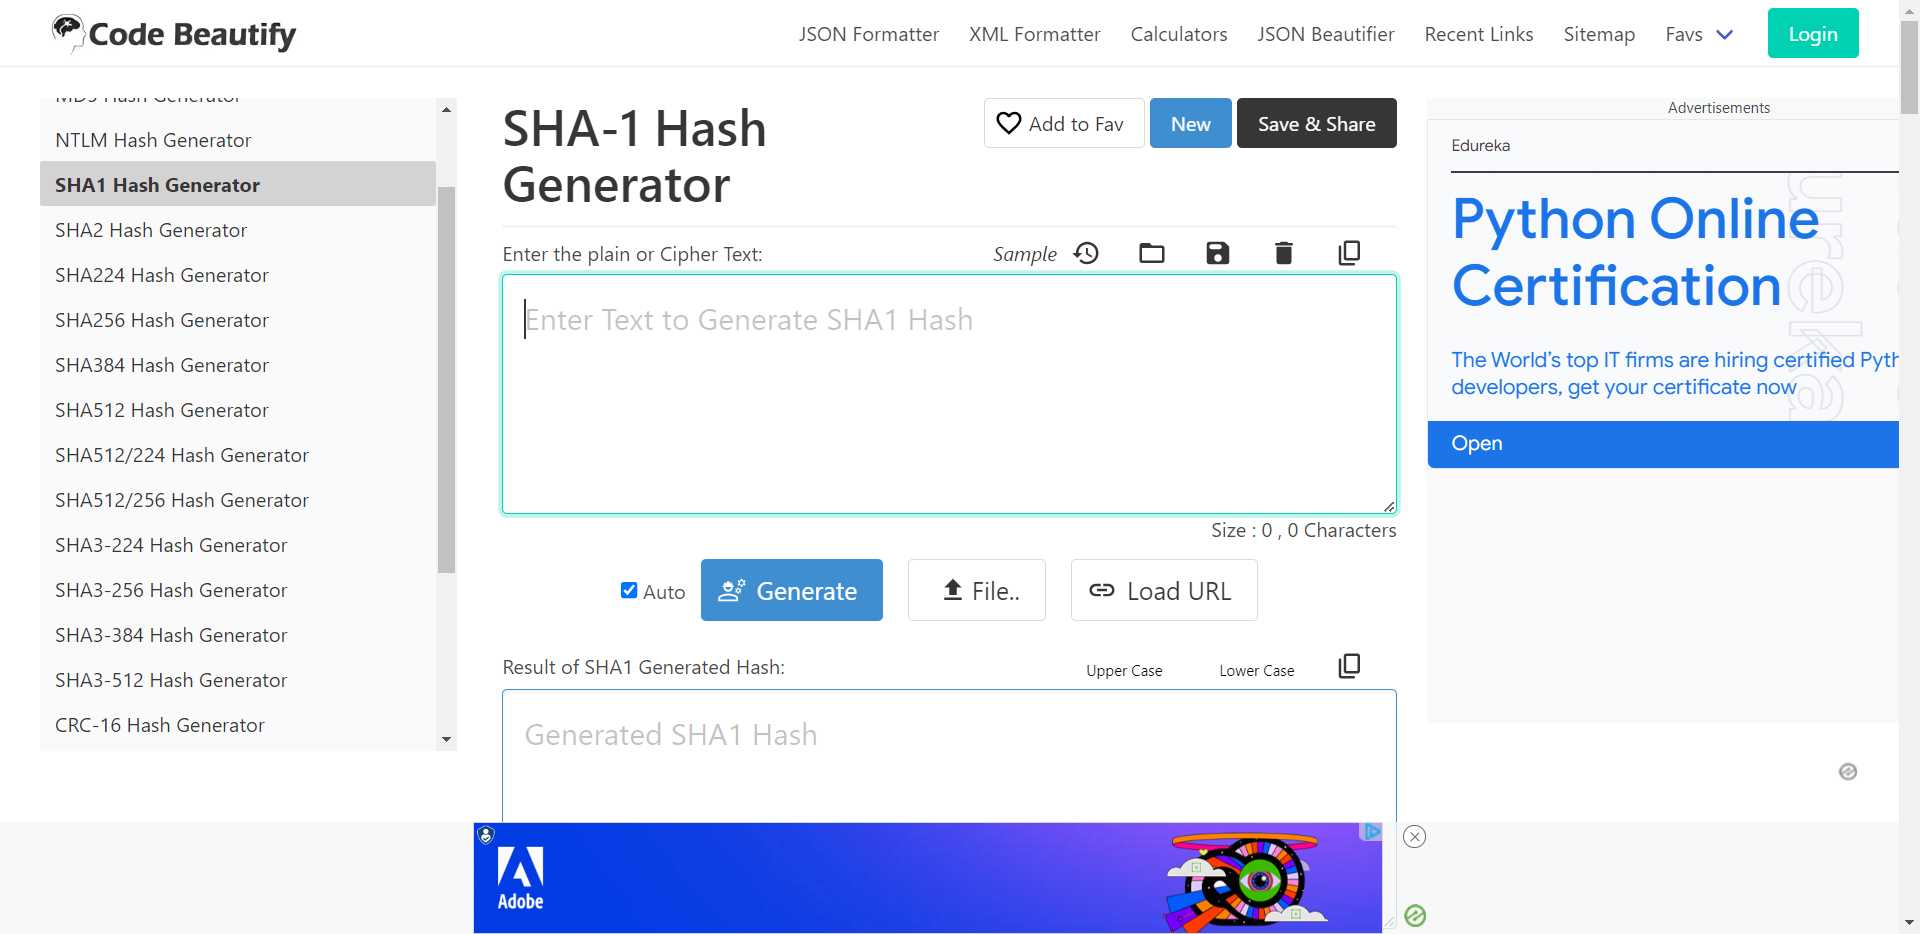 Code Beautify
JSON Formatter
XML Formatter
Calculators
JSON Beautifier
Recent Links
Sitemap
Favs
Login
MD5 Hash Generator
NTLM Hash Generator
SHA1 Hash Generator
SHA2 Hash Generator
SHA224 Hash Generator
SHA256 Hash Generator
SHA384 Hash Generator
SHA512 Hash Generator
SHA512/224 Hash Generator
SHA512/256 Hash Generator
SHA3-224 Hash Generator
SHA3-256 Hash Generator
SHA3-384 Hash Generator
SHA3-512 Hash Generator
CRC-16 Hash Generator
SHA-1 Hash
Generator
Add to Fav
New
Save & Share
Enter the plain or Cipher Text:
Sample
Enter Text to Generate SHA1 Hash
Size : 0 , 0 Characters
Auto
Generate
File..
Load URL
Result of SHA1 Generated Hash:
Upper Case
Lower Case
Generated SHA1 Hash
Advertisements
Edureka
Python Online
Certification
The World's top IT firms are hiring certified Pyth
developers, get your certificate now
ureka
Open
Adobe